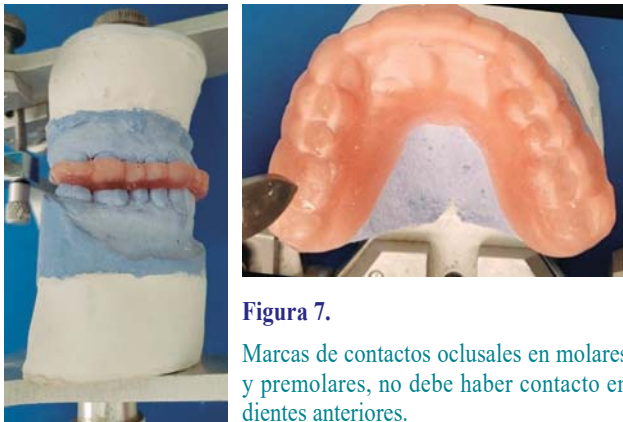 Figura 7.
Marcas de contactos oclusales en molares
y premolares, no debe haber contacto en
dientes anteriores.